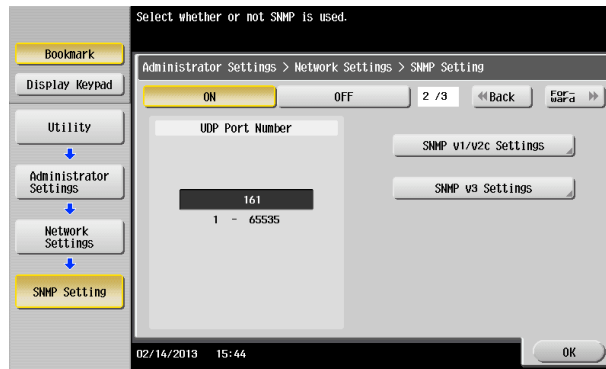 Select whether or not SNMP is used.
Bookmark
Display Keypad
Utility
Administrator
Settings
Network
Settings
SNMP Setting
Administrator Settings > Network Settings > SNMP Setting
ON
OFF
2 /3
Back
For-
ward
UDP Port Number
161
1 - 65535
SNMP v1/v2c Settings
SNMP v3 Settings
02/14/2013 15:44
OK